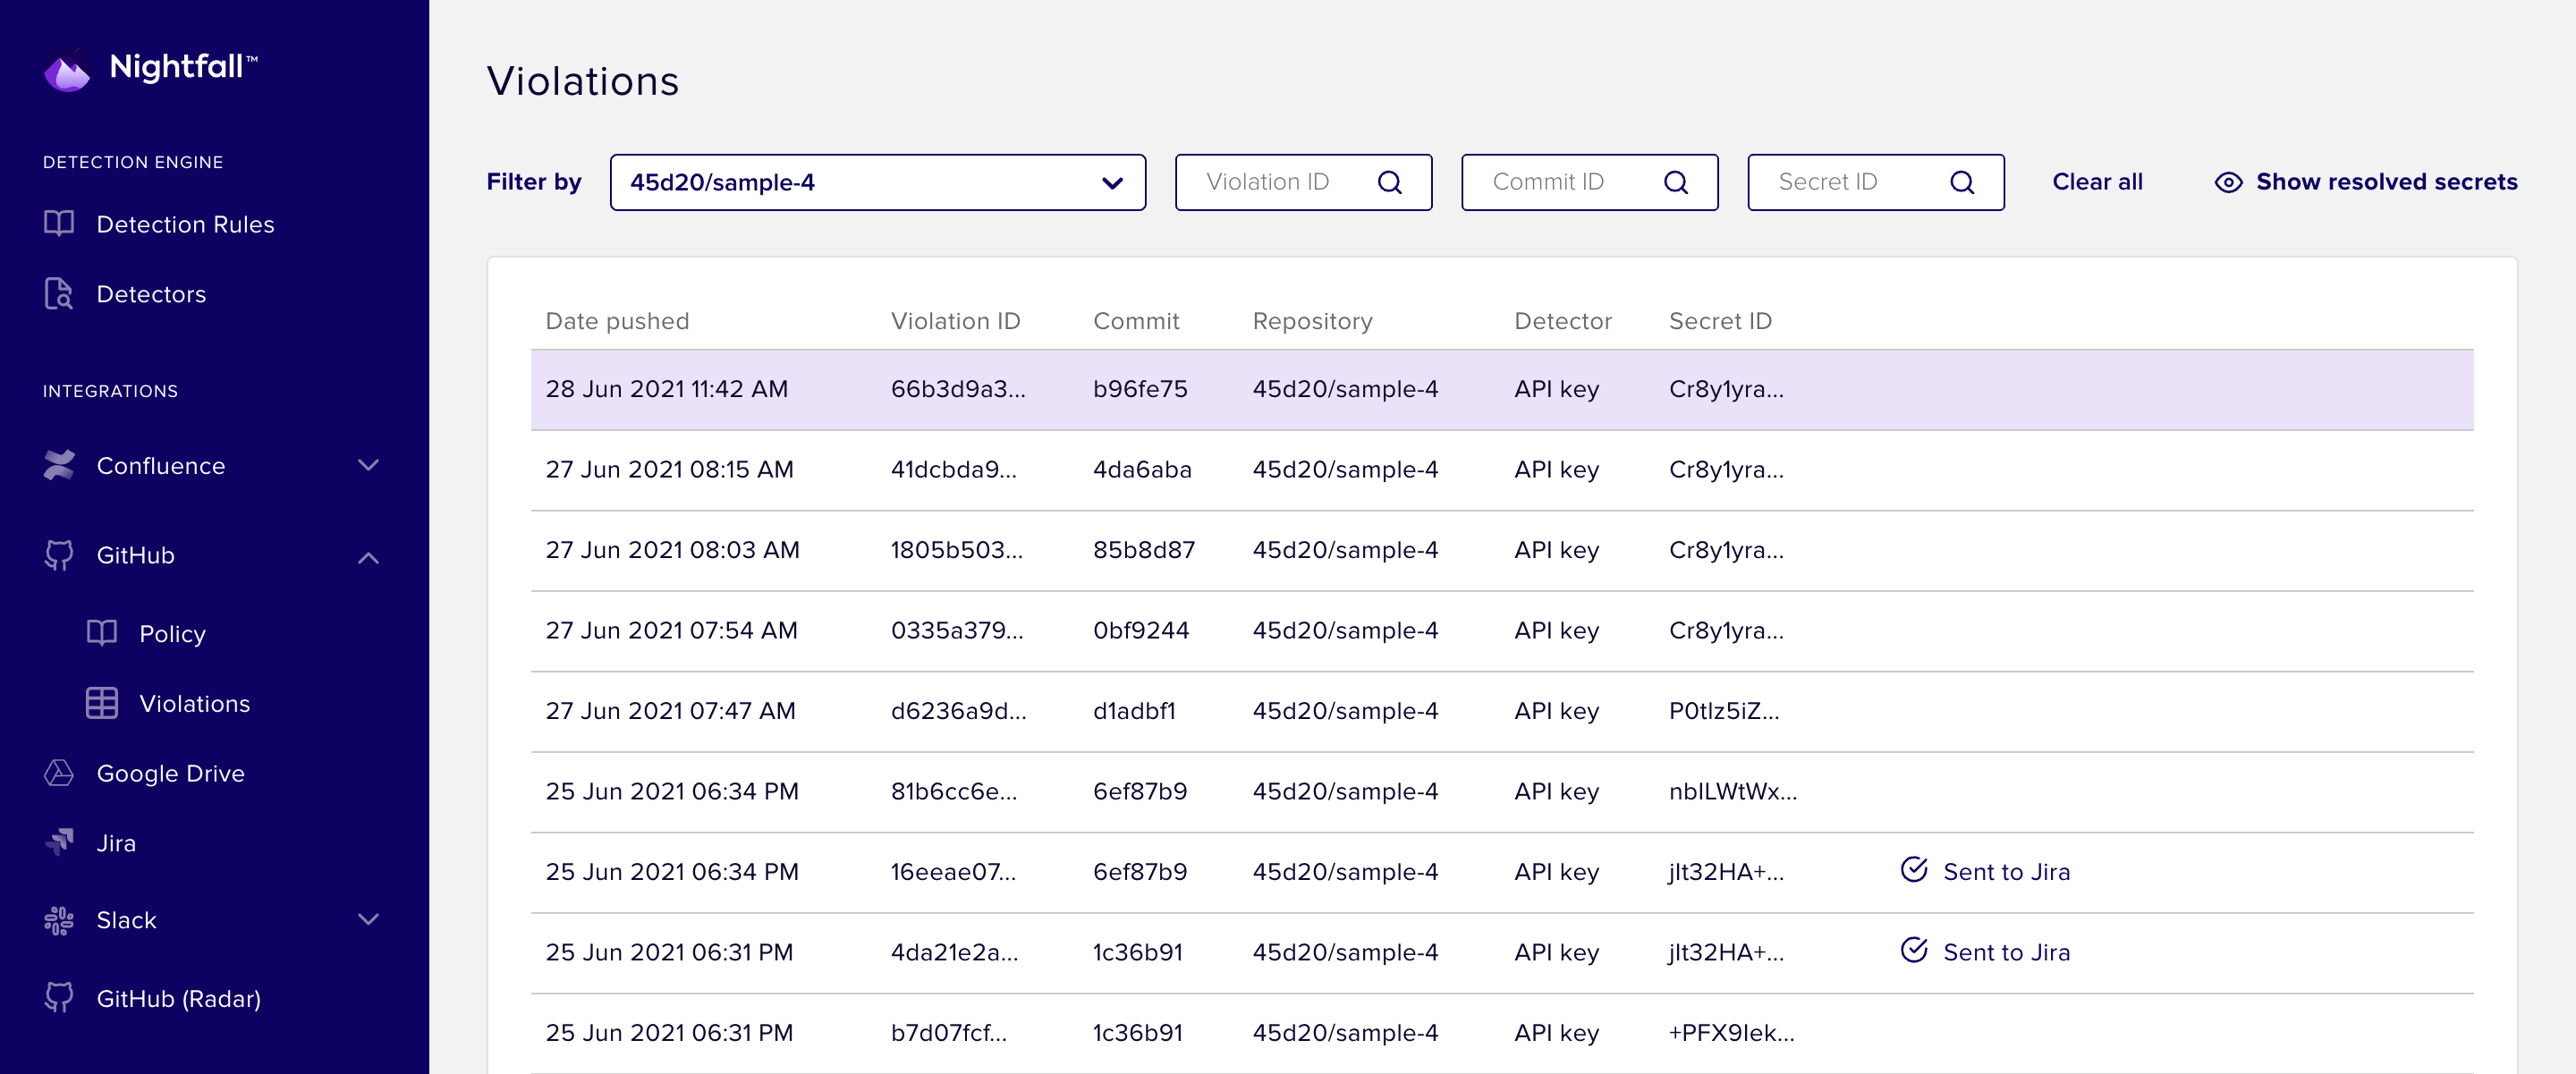 Nightfall™
DETECTION ENGINE
Detection Rules
Detectors
INTEGRATIONS
Confluence
GitHub
Policy
Violations
Google Drive
Jira
Slack
GitHub (Radar)
Violations
Filter by 45d20/sample-4 Violation ID Commit ID Secret ID Clear all Show resolved secrets
Date pushed Violation ID Commit Repository Detector Secret ID
28 Jun 2021 11:42 AM 66b3d9a3... b96fe75 45d20/sample-4 API key Cr8y1yra...
27 Jun 2021 08:15 AM 41dcbda9... 4da6aba 45d20/sample-4 API key Cr8y1yra...
27 Jun 2021 08:03 AM 1805b503... 85b8d87 45d20/sample-4 API key Cr8y1yra...
27 Jun 2021 07:54 AM 0335a379... 0bf9244 45d20/sample-4 API key Cr8y1yra...
27 Jun 2021 07:47 AM d6236a9d... d1adbf1 45d20/sample-4 API key P0tlz5iZ...
25 Jun 2021 06:34 PM 81b6cc6e... 6ef87b9 45d20/sample-4 API key nbILWtWx...
25 Jun 2021 06:34 PM 16eeae07... 6ef87b9 45d20/sample-4 API key jIt32HA+... Sent to Jira
25 Jun 2021 06:31 PM 4da21e2a... 1c36b91 45d20/sample-4 API key jIt32HA+... Sent to Jira
25 Jun 2021 06:31 PM b7d07fcf... 1c36b91 45d20/sample-4 API key +PFX9Iek...